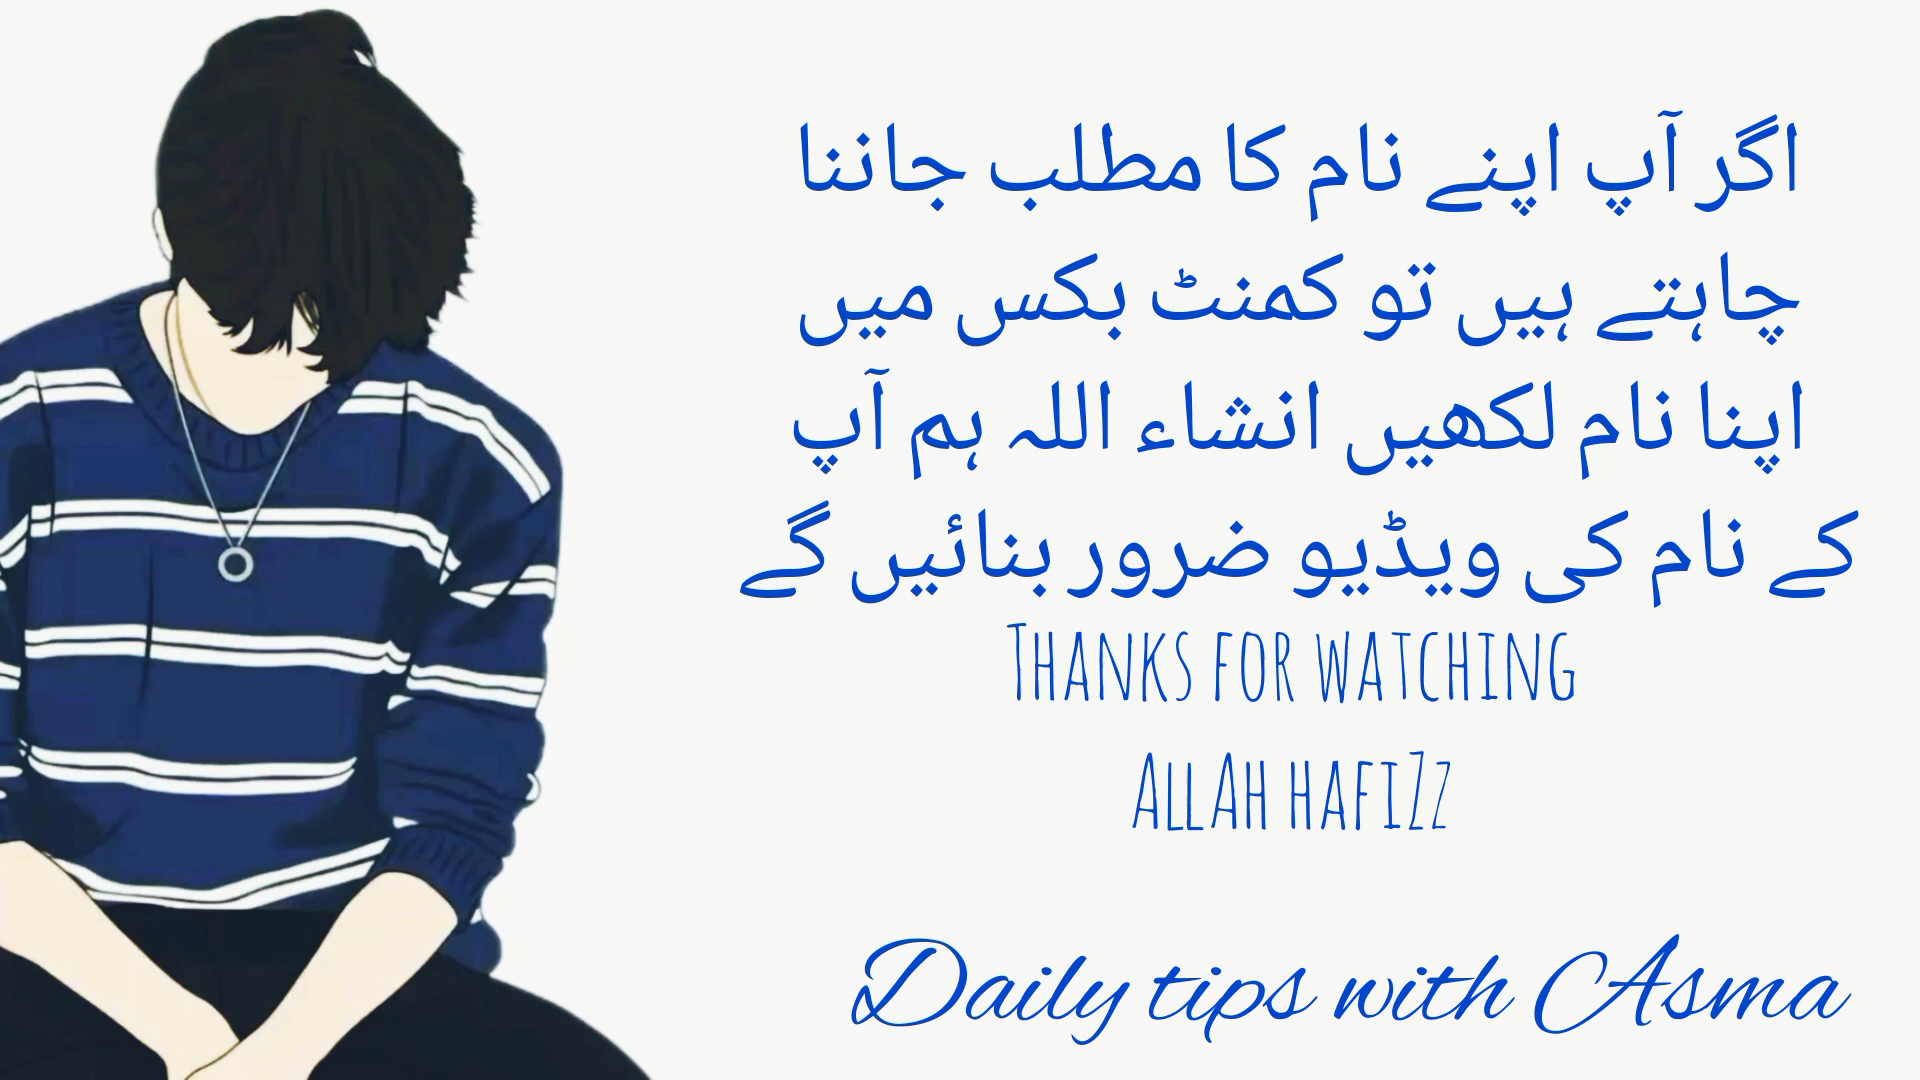 اگر آپ اپنے نام کا مطلب جاننا
چاہتے ہیں تو کمنٹ بکس میں
اپنا نام لکھیں انشاء اللہ ہم آپ
کے نام کی ویڈیو ضرور بنائیں گے
Thanks for watching
AllAh hafiZz
Daily tips with Asma